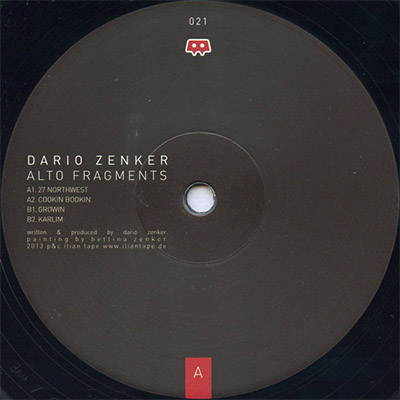 021
DARIO ZENKER
ALTO FRAGMENTS
A1. 27 NORTHWEST
A2. COOKIN BOOKIN
B1. GROWIN
B2. KARLIM
written & produced by dario zenker.
painting by bettina zenker
2013 p&c ilian tape www.iliantape.de
A